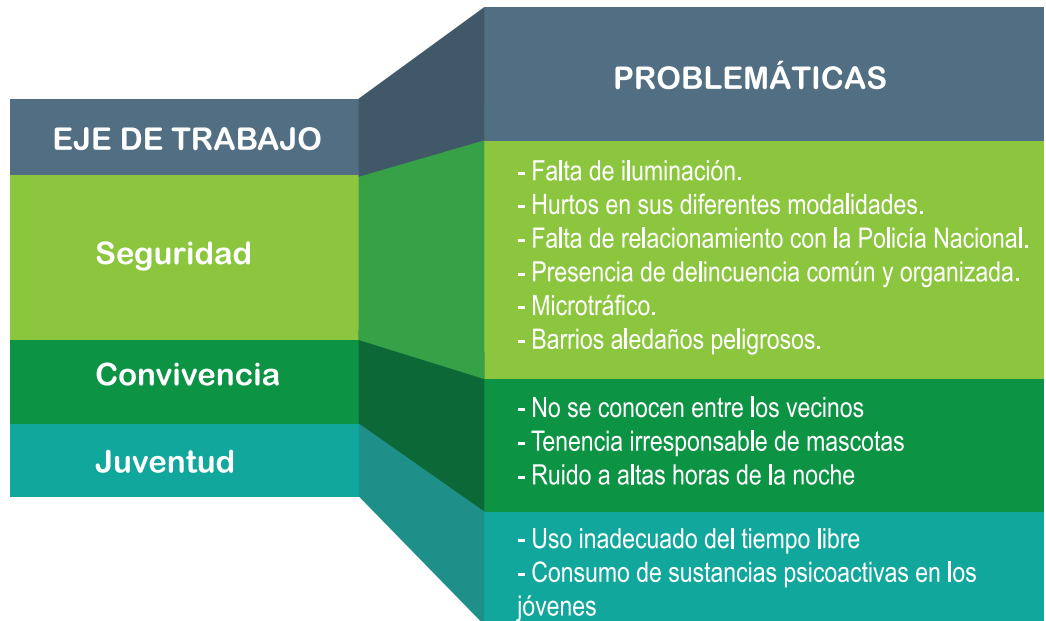 EJE DE TRABAJO
PROBLEMÁTICAS
Seguridad
- Falta de iluminación.
- Hurtos en sus diferentes modalidades.
- Falta de relacionamiento con la Policía Nacional.
- Presencia de delincuencia común y organizada.
- Microtráfico.
- Barrios aledaños peligrosos.
Convivencia
- No se conocen entre los vecinos
- Tenencia irresponsable de mascotas
- Ruido a altas horas de la noche
Juventud
- Uso inadecuado del tiempo libre
- Consumo de sustancias psicoactivas en los
jóvenes